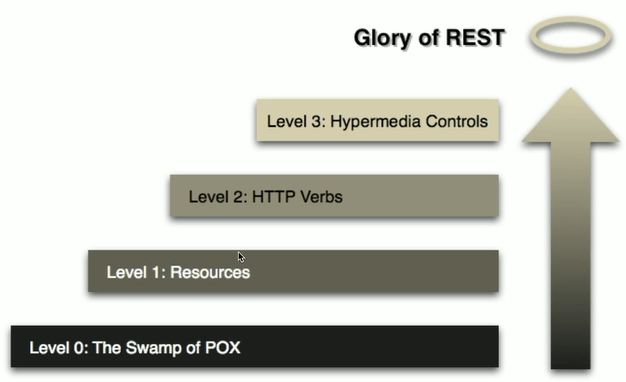 Glory of REST
Level 3: Hypermedia Controls
Level 2: HTTP Verbs
Level 1: Resources
Level 0: The Swamp of POX